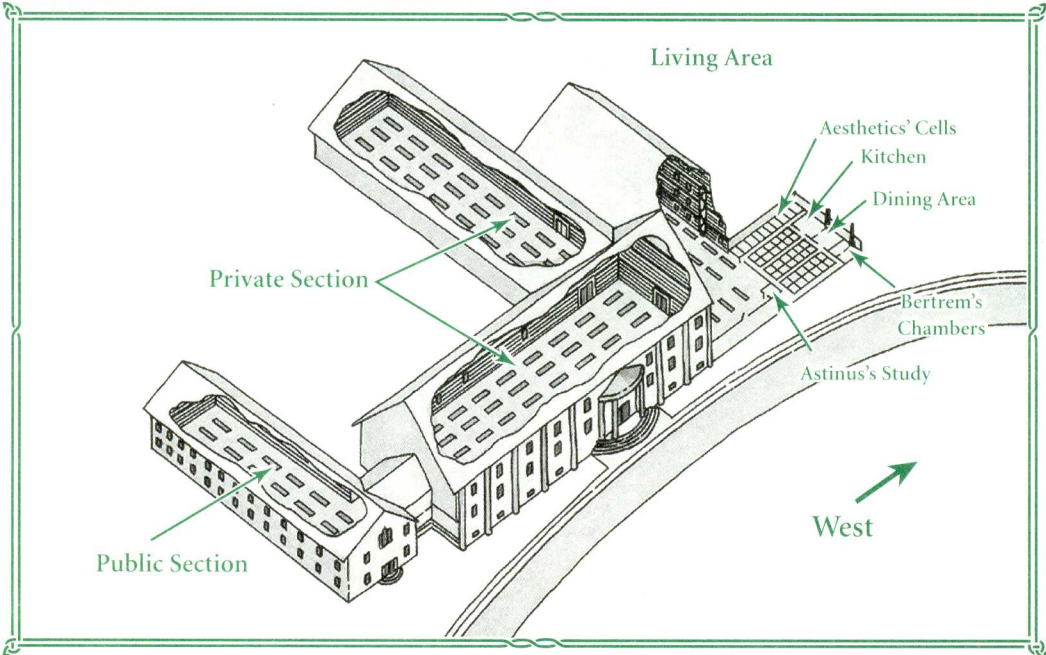 Living Area
Aesthetics' Cells
Kitchen
Dining Area
Private Section
Bertrem's
Chambers
Astinus's Study
West
Public Section